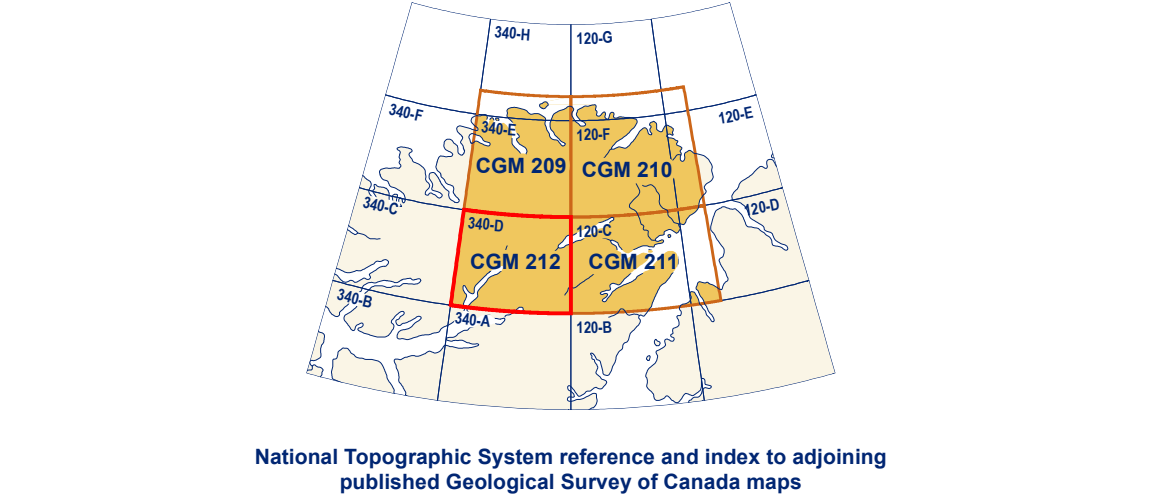 340-H
120-G
340-F
120-E
340-E
120-F
CGM 209
CGM 210
340-C
120-D
340-D
120-C
CGM 212
CGM 211
340-B
340-A
120-B
National Topographic System reference and index to adjoining
published Geological Survey of Canada maps